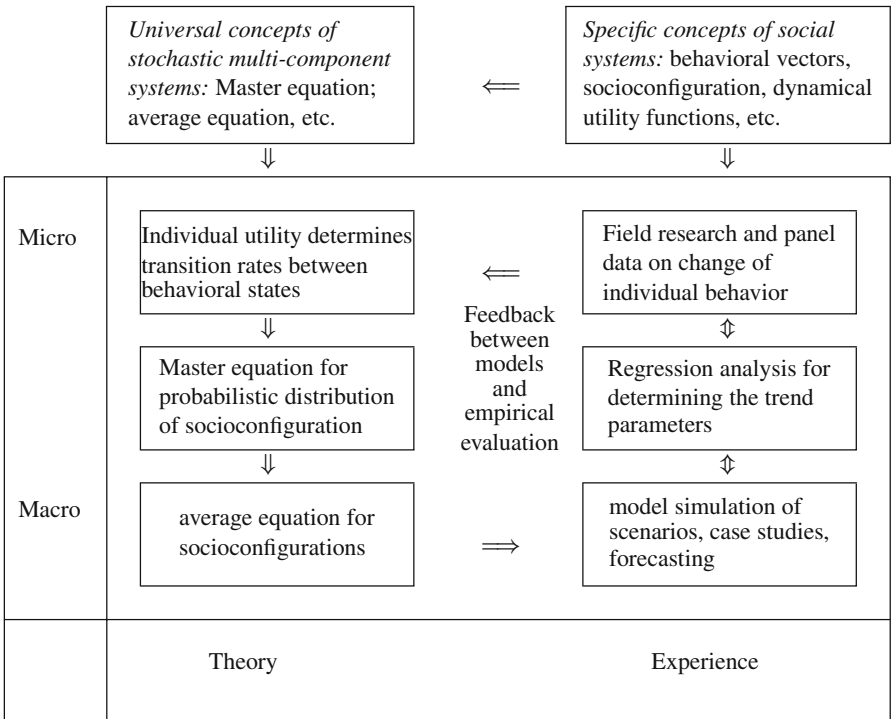 Universal concepts of
stochastic multi-component
systems: Master equation;
average equation, etc.
⇐
Specific concepts of social
systems: behavioral vectors,
socioconfiguration, dynamical
utility functions, etc.
⇓
⇓
Micro
Individual utility determines
transition rates between
behavioral states
⇐
Field research and panel
data on change of
individual behavior
⇓
Feedback
between
models
and
empirical
evaluation
⇕
Master equation for
probabilistic distribution
of socioconfiguration
Regression analysis for
determining the trend
parameters
⇓
⇕
Macro
average equation for
socioconfigurations
⇒
model simulation of
scenarios, case studies,
forecasting
Theory
Experience